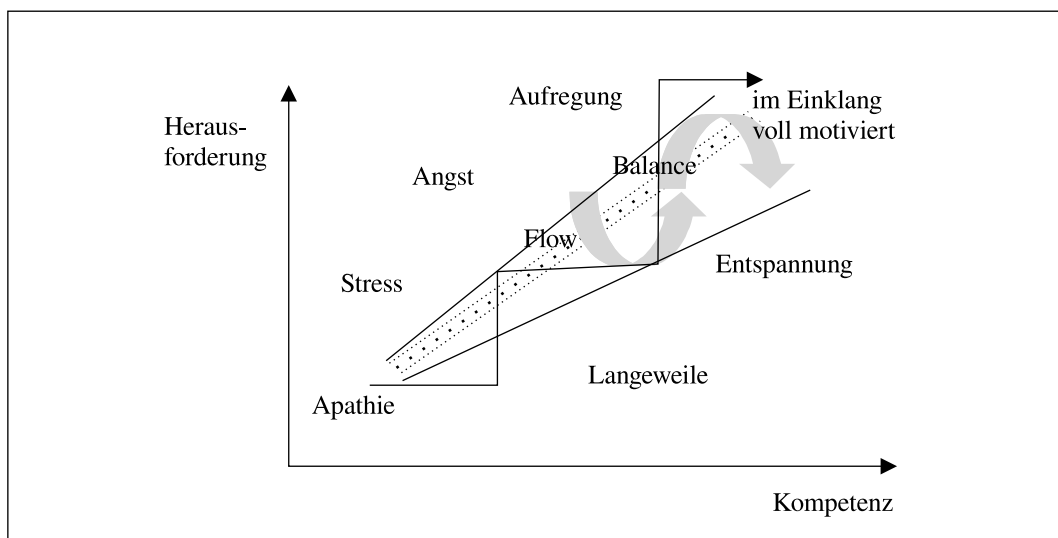 Aufregung
im Einklang
voll motiviert
Heraus-
forderung
Balance
Angst
Flow
Entspannung
Stress
Langeweile
Apathie
Kompetenz